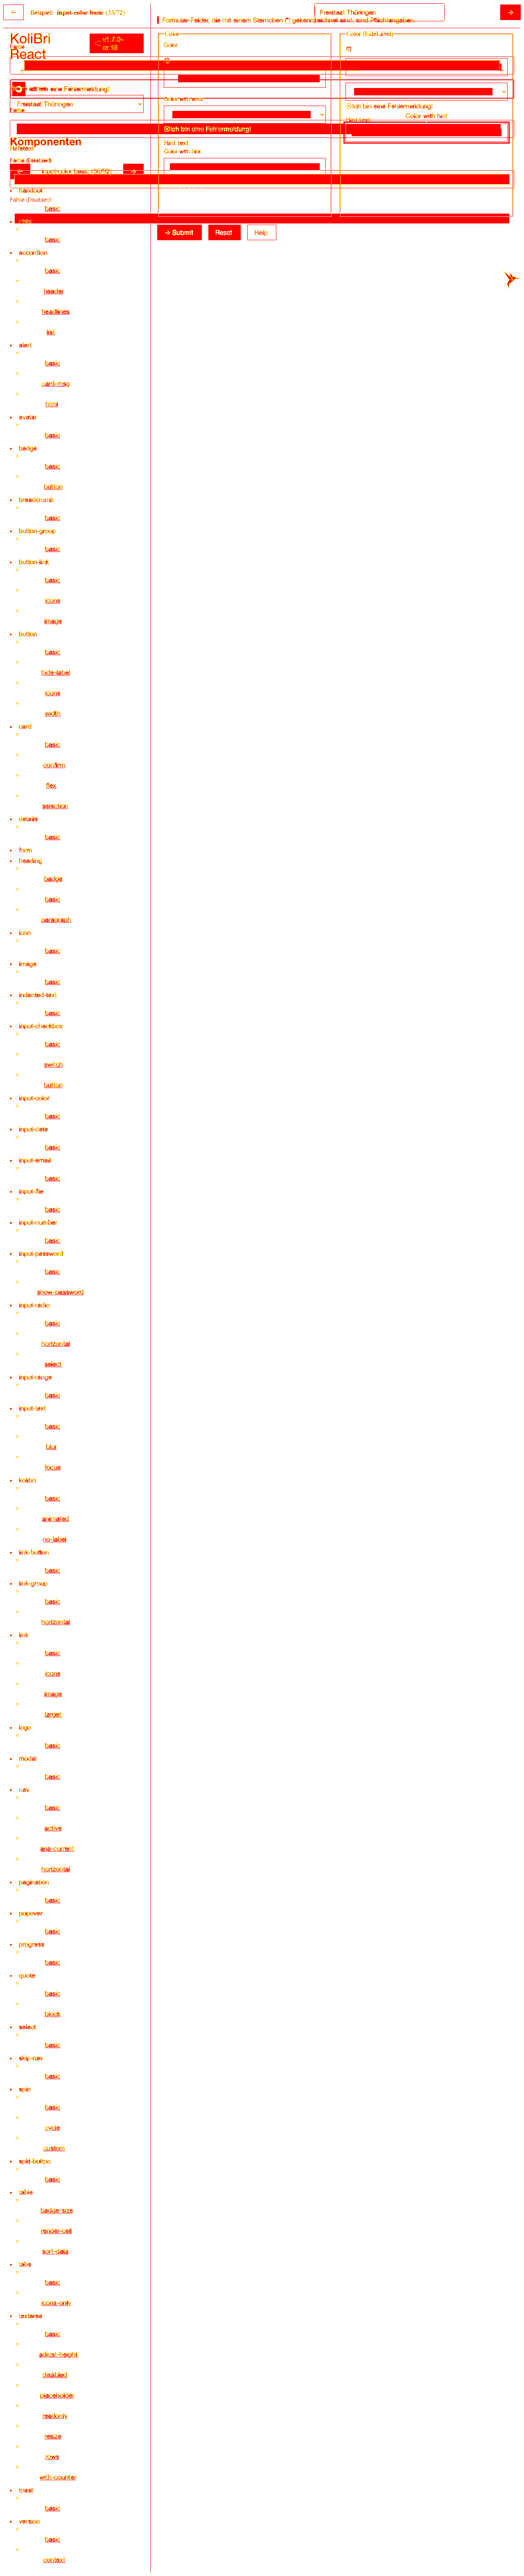 Beispiel: input-color basic (33/72)
Freistaat Thüringen
Formular-Felder, die mit einem Sternchen (*) gekennzeichnet sind, sind Pflichtangaben.
KoliBri
React
v1.7.0-
rc.16
Farbe
Color
Color
Color (hideLabel)
Ich bin eine Fehlermeldung!
Freistaat Thüringen
Farbe
Ich bin eine Fehlermeldung!
Color with hint
Hint text
Ich bin eine Fehlermeldung!
Komponenten
Hint text
Color with hint
Farbe (Disabled)
input-color basic
Farbe (Disabled)
Submit
Reset
Help
handout
basic
abbr
basic
accordion
basic
header
headlines
list
alert
basic
card-msg
html
avatar
basic
badge
basic
button
breadcrumb
basic
button-group
basic
button-link
basic
icons
image
button
basic
hide-label
icons
width
card
basic
confirm
flex
selection
details
basic
form
heading
badge
basic
paragraph
icon
basic
image
basic
indented-text
basic
input-checkbox
basic
switch
button
input-color
basic
input-date
basic
input-email
basic
input-file
basic
input-number
basic
input-password
basic
show-password
input-radio
basic
horizontal
select
input-range
basic
input-text
basic
blur
focus
kolibri
basic
animated
no-label
link-button
basic
link-group
basic
horizontal
link
basic
icons
image
target
logo
basic
modal
basic
nav
basic
active
aria-current
horizontal
pagination
basic
popover
basic
progress
basic
quote
basic
block
select
basic
skip-nav
basic
spin
basic
cycle
custom
split-button
basic
table
badge-size
render-cell
sort-data
tabs
basic
icons-only
textarea
basic
adjust-height
disabled
placeholder
readonly
resize
rows
with-counter
toast
basic
version
basic
context